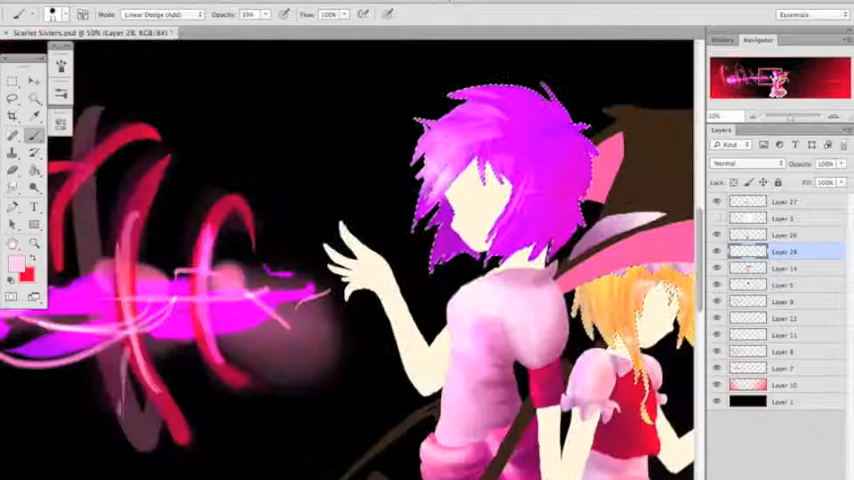 Mode: Linear Dodge (Add) Opacity: Flow: 100% Essentials
Scarlet Sisters.psd @ 50% (Layer 28, RGB/8#) *
History Navigator
Layers
Kind
Normal Opacity: 100%
Lock: Fill: 100%
Layer 27
Layer 3
Layer 26
Layer 28
Layer 14
Layer 5
Layer 9
Layer 12
Layer 11
Layer 8
Layer 7
Layer 10
Layer 1